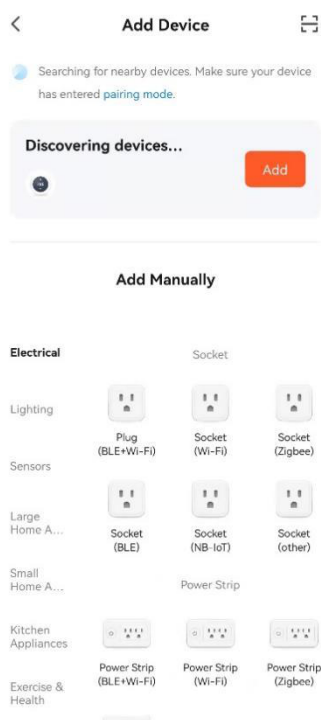 Add Device
Searching for nearby devices. Make sure your device
has entered pairing mode.
Discovering devices...
Add
Add Manually
Electrical
Socket
Lighting
Plug
(BLE+Wi-Fi)
Socket
(Wi-Fi)
Socket
(Zigbee)
Sensors
Large
Home A...
Socket
(BLE)
Socket
(NB-IoT)
Socket
(other)
Small
Home A...
Power Strip
Kitchen
Appliances
Power Strip
(BLE+Wi-Fi)
Power Strip
(Wi-Fi)
Power Strip
(Zigbee)
Exercise &
Health